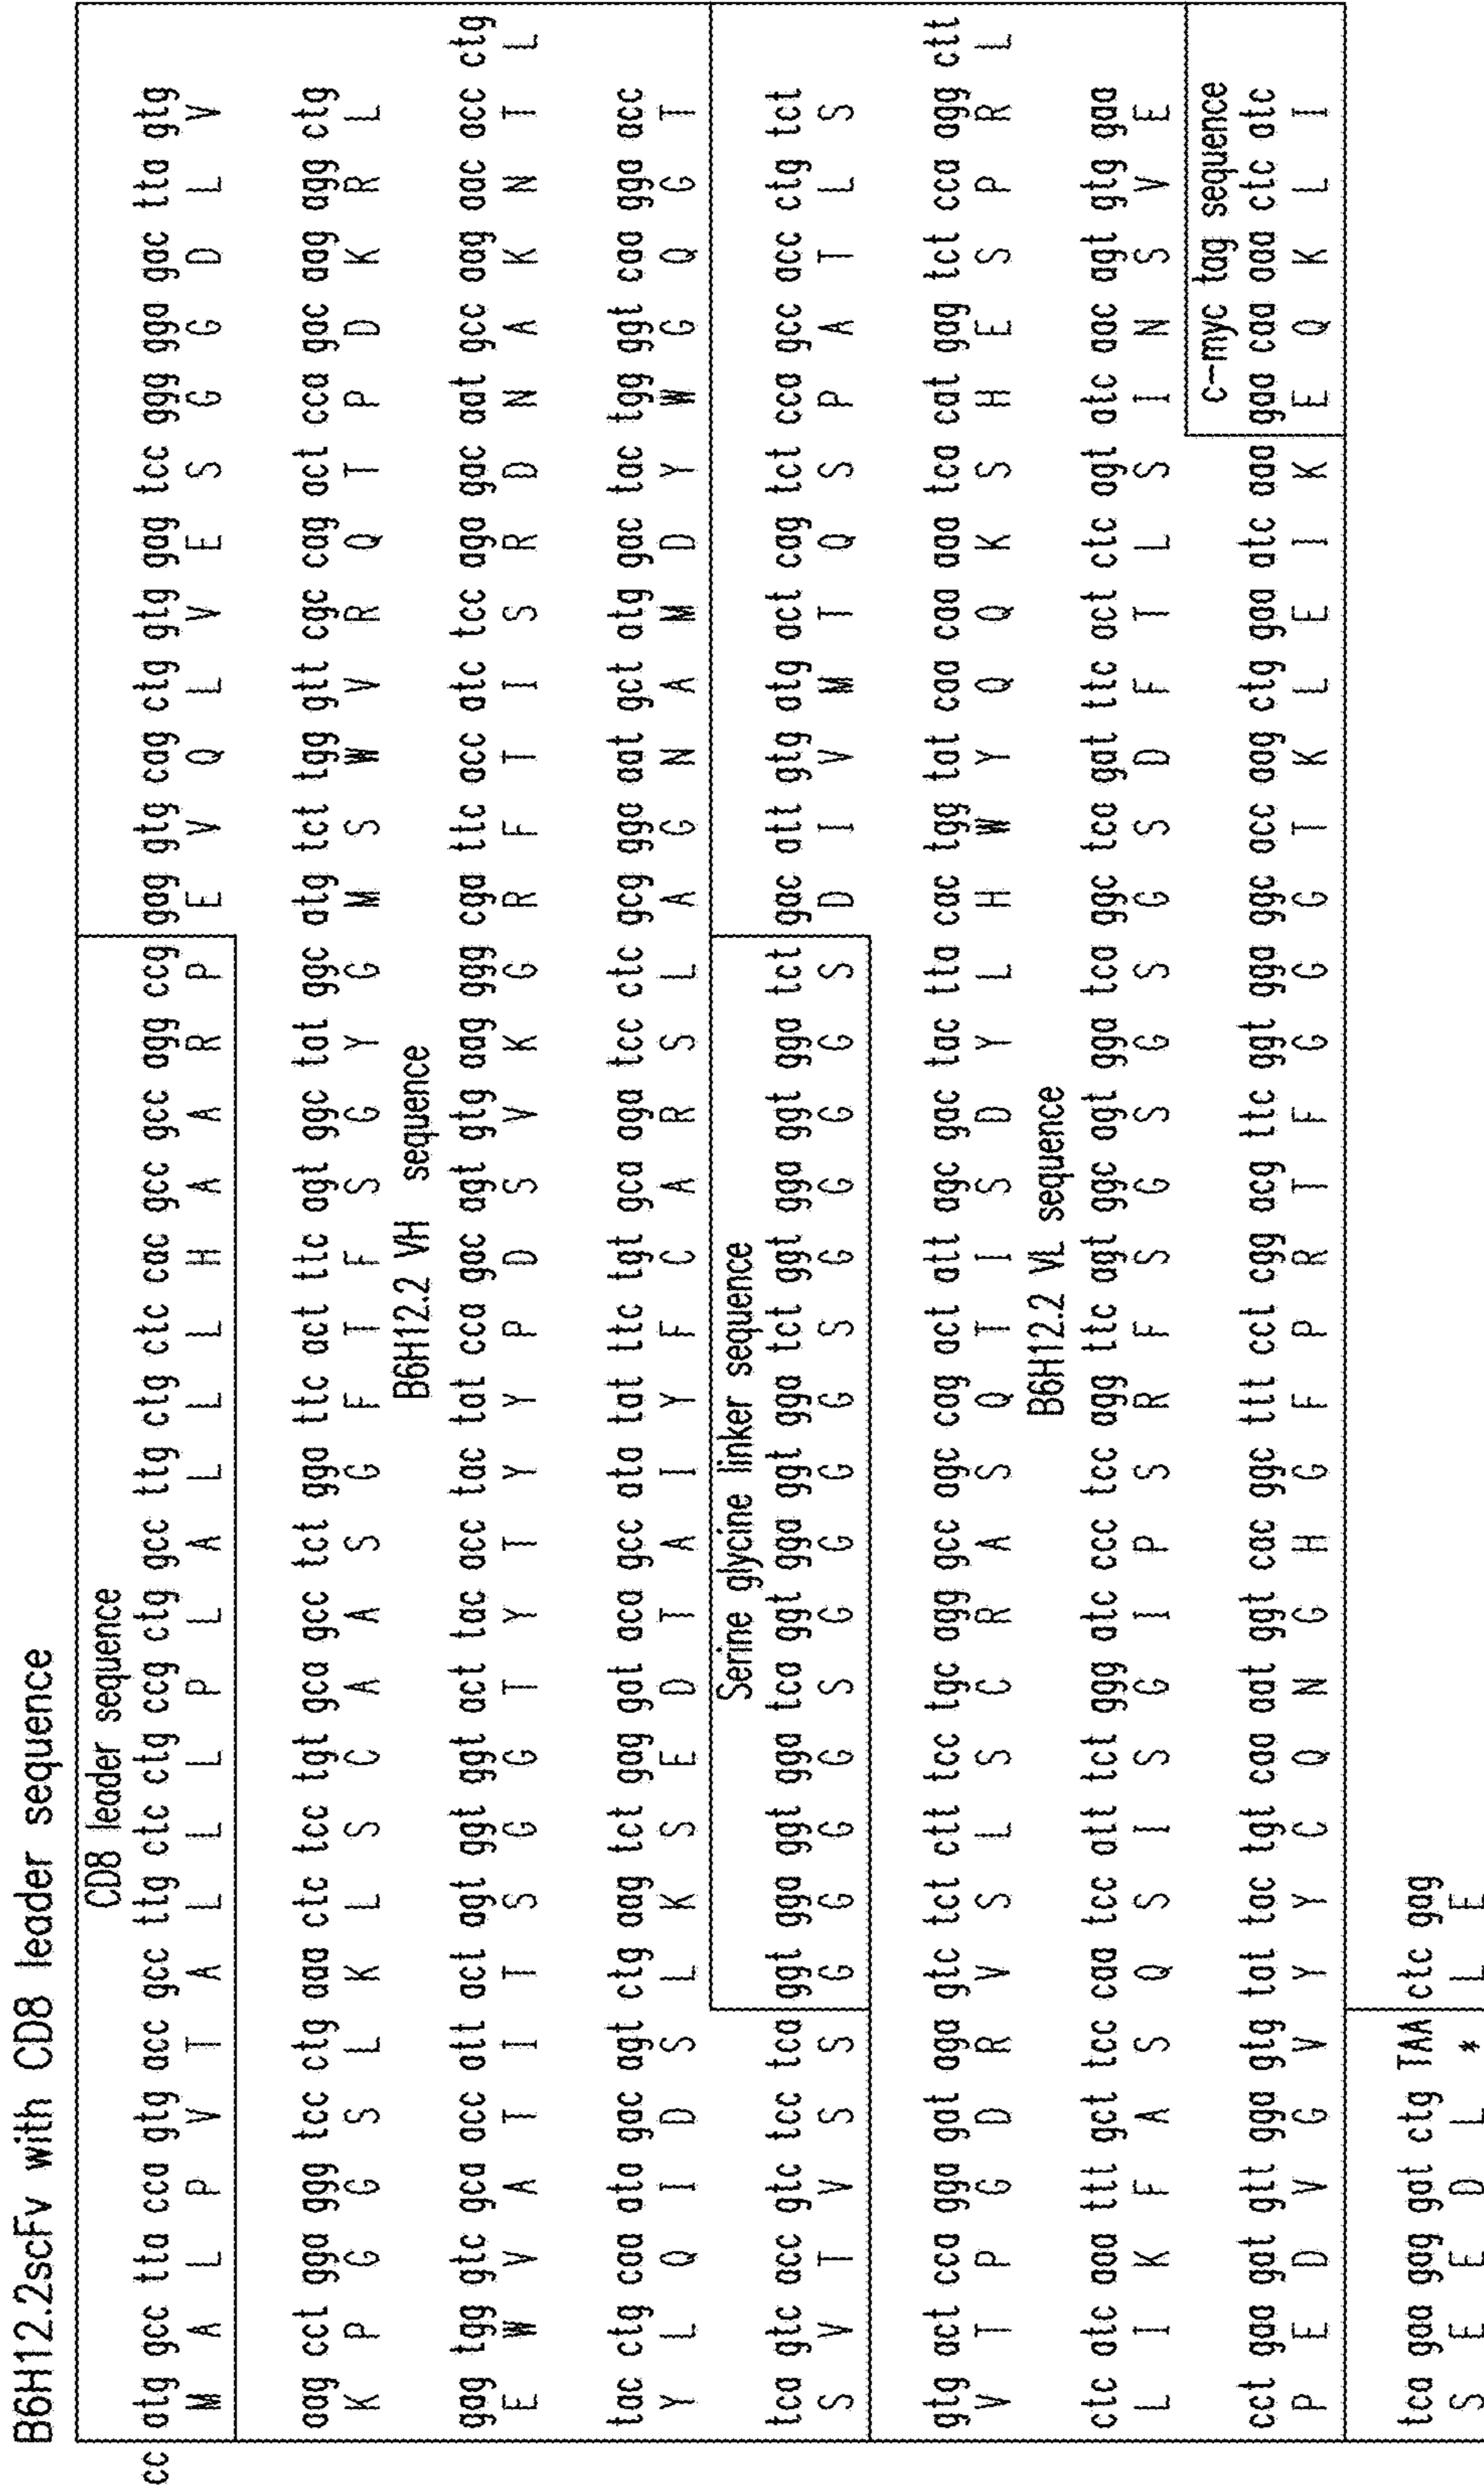 B6H12.2scFv with CD8 leader sequence
CD8 leader sequence
cc atg gcc tta cca gtg acc gcc ttg ctc ctg ccg ctg gcc ttg ctg ctc cac gcc gcc agg ccg gag gtg cag ctg gtg gag tcc ggg gga gac tta gtg
M A L P V T A L L L P L A L L L H A A R P E V Q L V E S G G D L V
aag cct gga ggg tcc ctg aaa ctc tcc tgt gca gcc tct gga ttc act ttc agt ggc tat ggc atg tct tgg gtt cgc cag act cca gac aag agg ctg
K P G G S L K L S C A A S G F T F S G Y G M S W V R Q T P D K R L
B6H12.2 VH sequence
gag tgg gtc gca acc att act agt ggt ggt act tac acc tac tat cca gac agt gtg aag ggg cga ttc acc atc tcc aga gac aat gcc aag aac acc ctg
E W V A T I T S G G T Y T Y Y P D S V K G R F T I S R D N A K N T L
tac ctg caa ata gac agt ctg aag tct gag gat aca gcc ata tat ttc tgt gca aga tcc ctc gcg gga aat gct atg gac tac tgg ggt caa gga acc
Y L Q I D S L K S E D T A I Y F C A R S L A G N A M D Y W G Q G T
Serine glycine linker sequence
tca gtc acc gtc tcc tca ggt gga ggt gga tca ggt gga ggt gga tct ggt gga ggt gga tct gac att gtg atg act cag tct cca gcc acc ctg tct
S V T V S S G G G G S G G G G S G G G G S D I V M T Q S P A T L S
gtg act cca gga gat aga gtc tct ctt tcc tgc agg gcc agc cag act att agc gac tac tta cac tgg tat caa caa aaa tca cat gag tct cca agg ctt
V T P G D R V S L S C R A S Q T I S D Y L H W Y Q Q K S H E S P R L
B6H12.2 VL sequence
ctc atc aaa ttt gct tcc caa tcc att tct ggg atc ccc tcc agg ttc agt ggc agt gga tca ggc tca gat ttc act ctc agt atc aac agt gtg gaa
L I K F A S Q S I S G I P S R F S G S G S G S D F T L S I N S V E
c-myc tag sequence
cct gaa gat gtt gga gtg tat tac tgt caa aat ggt cac ggc ttt cct cgg acg ttc ggt gga ggc acc aag ctg gaa atc aaa gaa caa aaa ctc atc
P E D V G V Y Y C Q N G H G F P R T F G G G T K L E I K E Q K L I
tca gaa gag gat ctg TAA ctc gag
S E E D L * L E